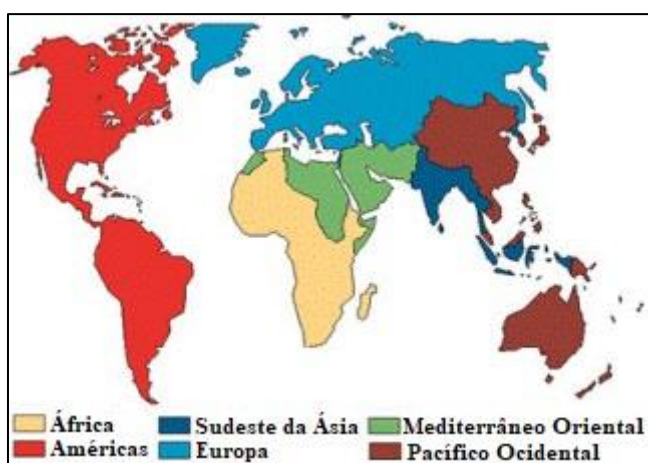 África
Sudeste da Ásia
Mediterrâneo Oriental
Américas
Europa
Pacífico Ocidental